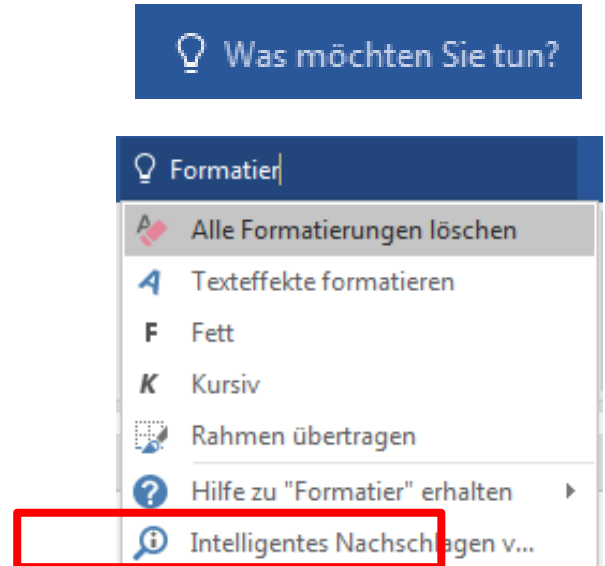 Was möchten Sie tun?
Formatier
Alle Formatierungen löschen
Texteffekte formatieren
F Fett
K Kursiv
Rahmen übertragen
Hilfe zu "Formatier" erhalten
Intelligentes Nachschlagen v...